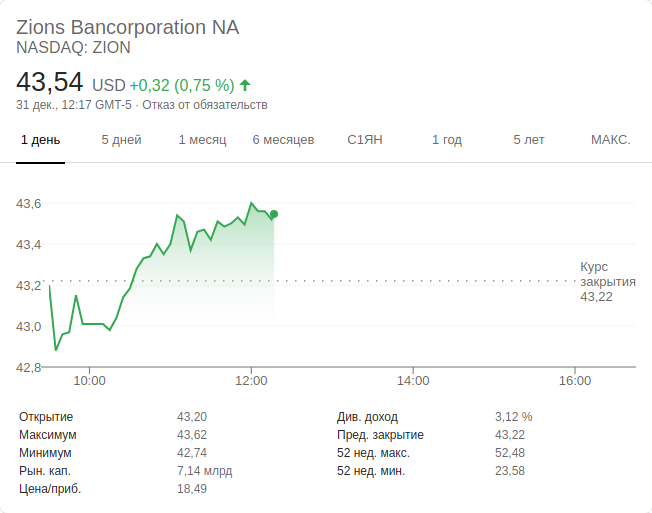 Zions Bancorporation NA
NASDAQ: ZION
43,54 USD +0,32 (0,75 %)
31 дек., 12:17 GMT-5 · Отказ от обязательств
1 день 5 дней 1 месяц 6 месяцев С1ЯН 1 год 5 лет МАКС.
43,6
43,4
43,2
43,0
42,8
Курс
закрытия
43,22
10:00 12:00 14:00 16:00
Открытие 43,20 Див. доход 3,12 %
Максимум 43,62 Пред. закрытие 43,22
Минимум 42,74 52 нед. макс. 52,48
Рын. кап. 7,14 млрд 52 нед. мин. 23,58
Цена/приб. 18,49